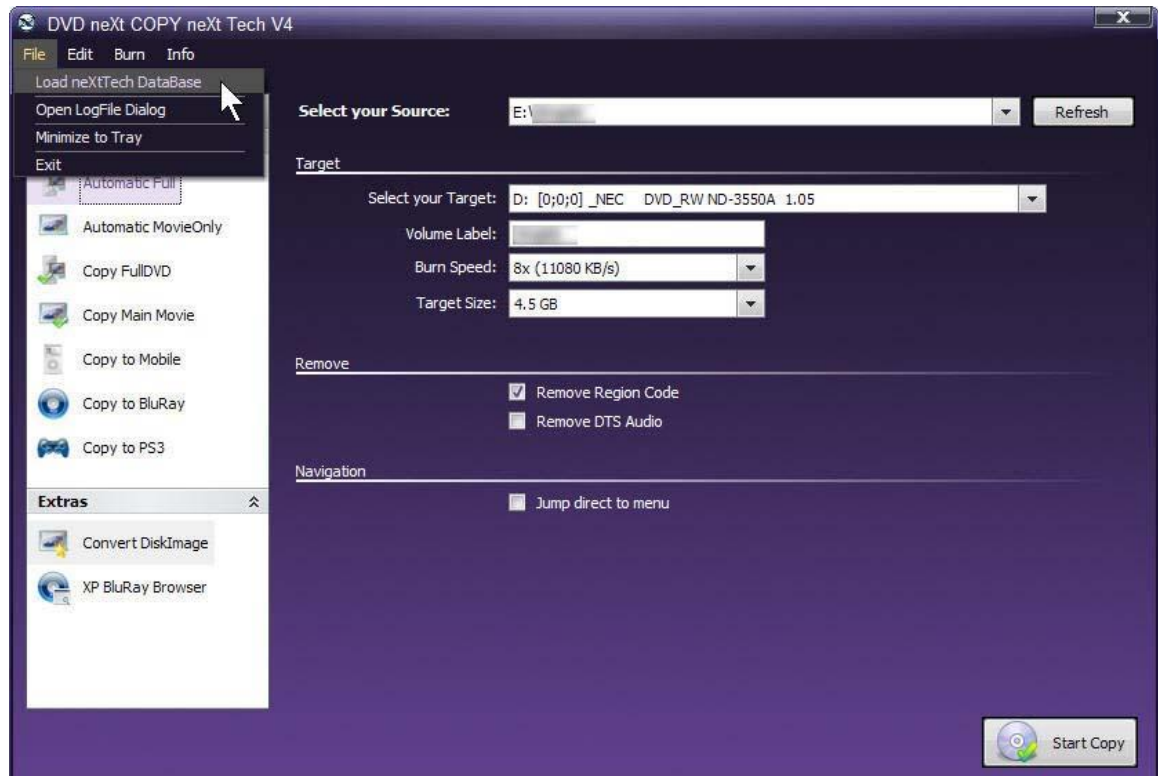 DVD neXt COPY neXt Tech V4
X
File Edit Burn Info
Load neXtTech DataBase
Open LogFile Dialog
Minimize to Tray
Exit
Select your Source: E:\ Refresh
Target
Automatic Full
Select your Target: D: [0;0;0] _NEC DVD_RW ND-3550A 1.05
Automatic MovieOnly
Volume Label:
Copy FullDVD
Burn Speed: 8x (11080 KB/s)
Copy Main Movie
Target Size: 4.5 GB
Copy to Mobile
Remove
Remove Region Code
Copy to BluRay
Remove DTS Audio
Copy to PS3
Navigation
Extras
Jump direct to menu
Convert DiskImage
XP BluRay Browser
Start Copy